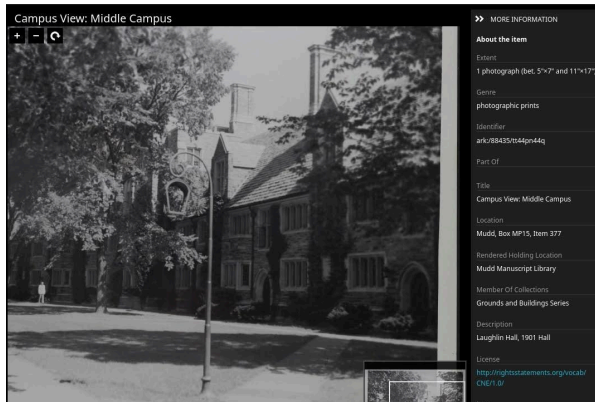 Campus View: Middle Campus
+ −
MORE INFORMATION
About the item
Extent
1 photograph (bet. 5"×7" and 11"×17")
Genre
photographic prints
Identifier
ark:/88435/tt44pn44q
Part Of
Title
Campus View: Middle Campus
Location
Mudd, Box MP15, Item 377
Rendered Holding Location
Mudd Manuscript Library
Member Of Collections
Grounds and Buildings Series
Description
Laughlin Hall, 1901 Hall
License
http://rightsstatements.org/vocab/
CNE/1.0/